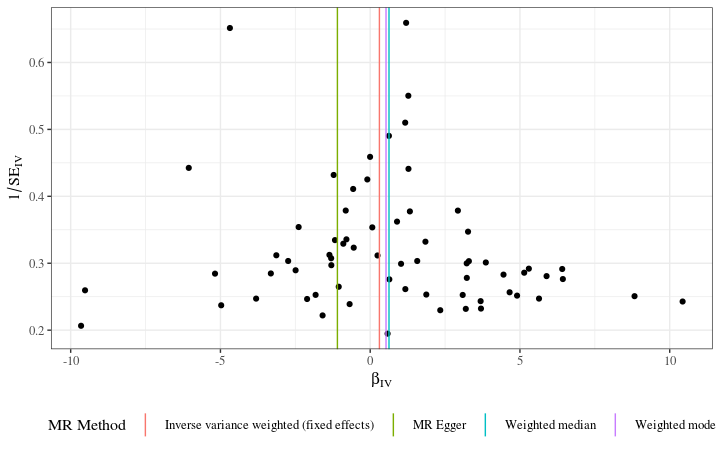 0.6
0.5
0.4
0.3
0.2
1/SE_IV
-10
-5
0
5
10
β_IV
MR Method
Inverse variance weighted (fixed effects)
MR Egger
Weighted median
Weighted mode